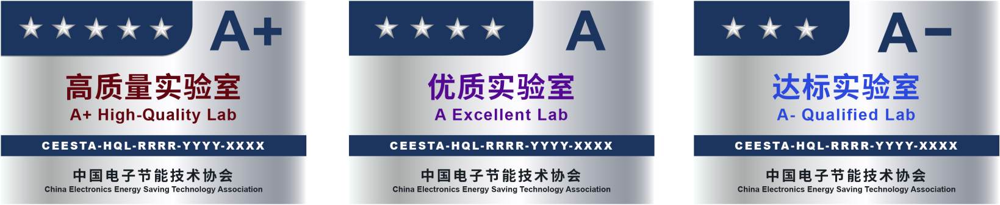 A+
高质量实验室
A+ High-Quality Lab
CEESTA-HQL-RRRR-YYYY-XXXX
中国电子节能技术协会
China Electronics Energy Saving Technology Association
A
优质实验室
A Excellent Lab
CEESTA-HQL-RRRR-YYYY-XXXX
中国电子节能技术协会
China Electronics Energy Saving Technology Association
A-
达标实验室
A- Qualified Lab
CEESTA-HQL-RRRR-YYYY-XXXX
中国电子节能技术协会
China Electronics Energy Saving Technology Association